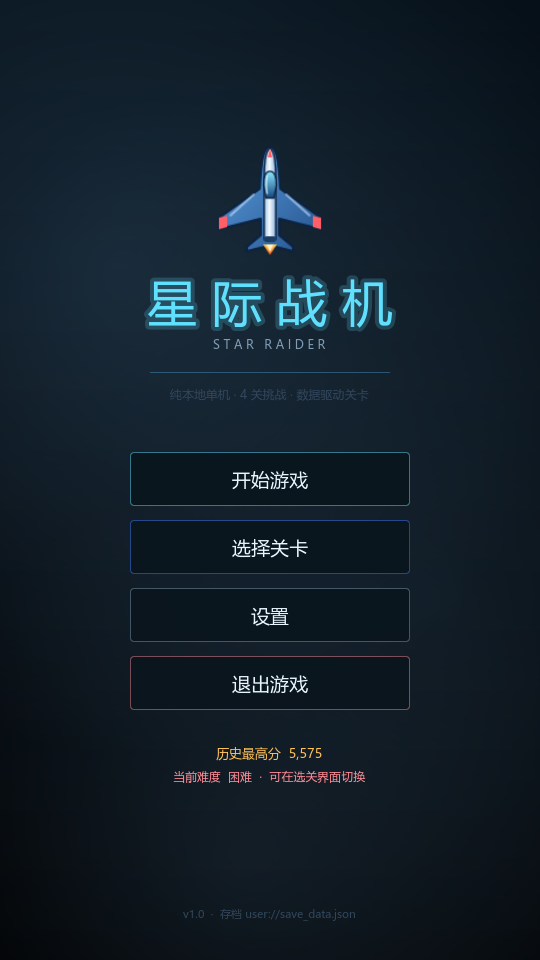 星际战机
STAR RAIDER
纯本地单机 · 4 关挑战 · 数据驱动关卡
开始游戏
选择关卡
设置
退出游戏
历史最高分 5,575
当前难度 困难 · 可在选关界面切换
v1.0 · 存档 user://save_data.json